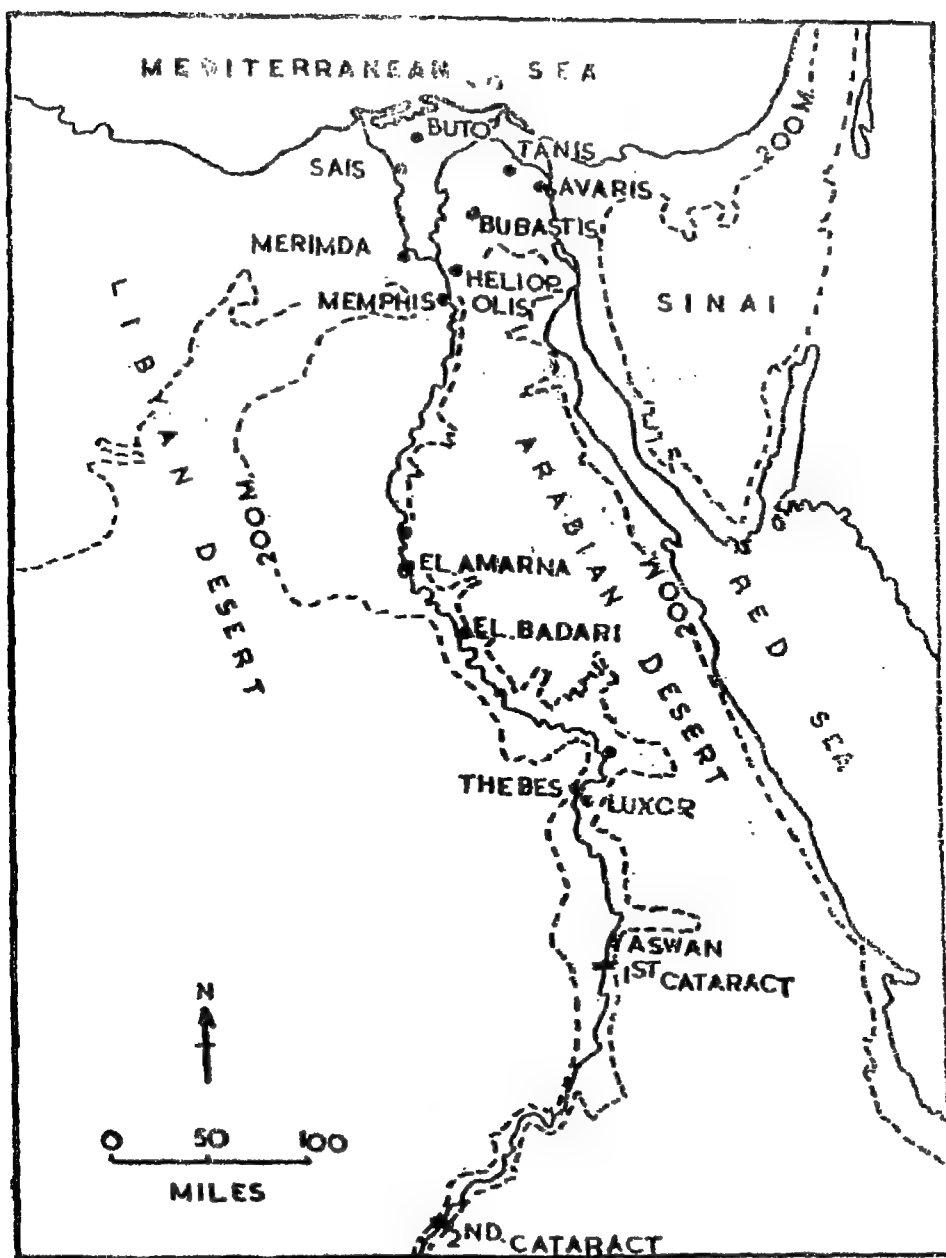 MEDITERRANEAN SEA
BUTO
TANIS
SAIS
AVARIS
200M
BUBASTIS
MERIMDA
HELIOP
OLIS
MEMPHIS
SINAI
LIBYAN DESERT
200M
ARABIAN DESERT
200M
RED SEA
EL.AMARNA
EL.BADARI
THEBES
LUXOR
ASWAN
1ST CATARACT
N
0 50 100
MILES
2ND. CATARACT